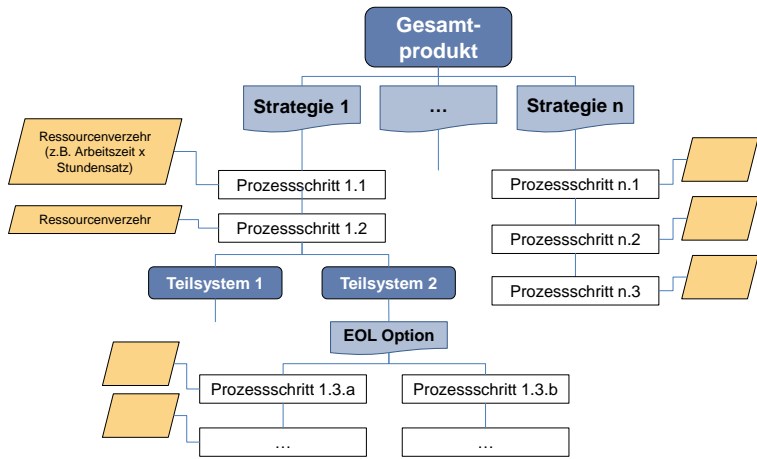 Gesamt-
produkt
Strategie 1
...
Strategie n
Ressourcenverzehr
(z.B. Arbeitszeit x
Stundensatz)
Prozessschritt 1.1
Prozessschritt n.1
Ressourcenverzehr
Prozessschritt 1.2
Prozessschritt n.2
Teilsystem 1
Teilsystem 2
Prozessschritt n.3
EOL Option
Prozessschritt 1.3.a
Prozessschritt 1.3.b
...
...